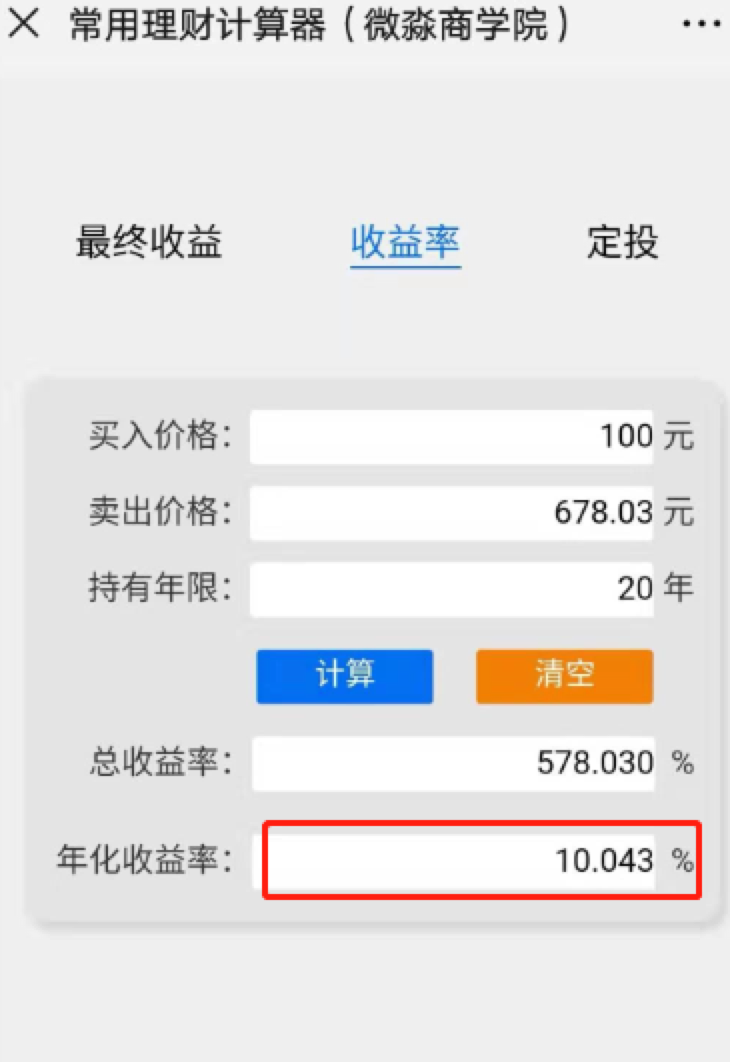 常用理财计算器（微淼商学院） ...
最终收益 收益率 定投
买入价格： 100 元
卖出价格： 678.03 元
持有年限： 20 年
计算 清空
总收益率： 578.030 %
年化收益率： 10.043 %